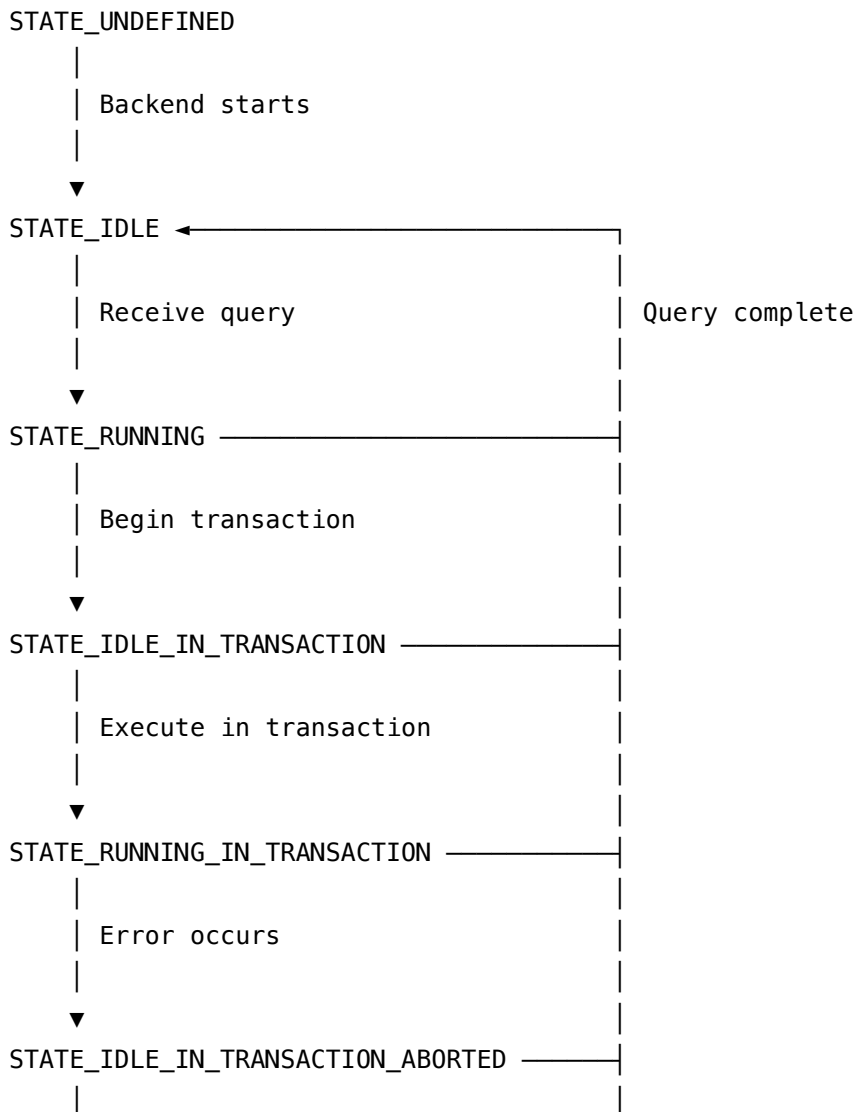 STATE_UNDEFINED
Backend starts
STATE_IDLE
Receive query Query complete
STATE_RUNNING
Begin transaction
STATE_IDLE_IN_TRANSACTION
Execute in transaction
STATE_RUNNING_IN_TRANSACTION
Error occurs
STATE_IDLE_IN_TRANSACTION_ABORTED